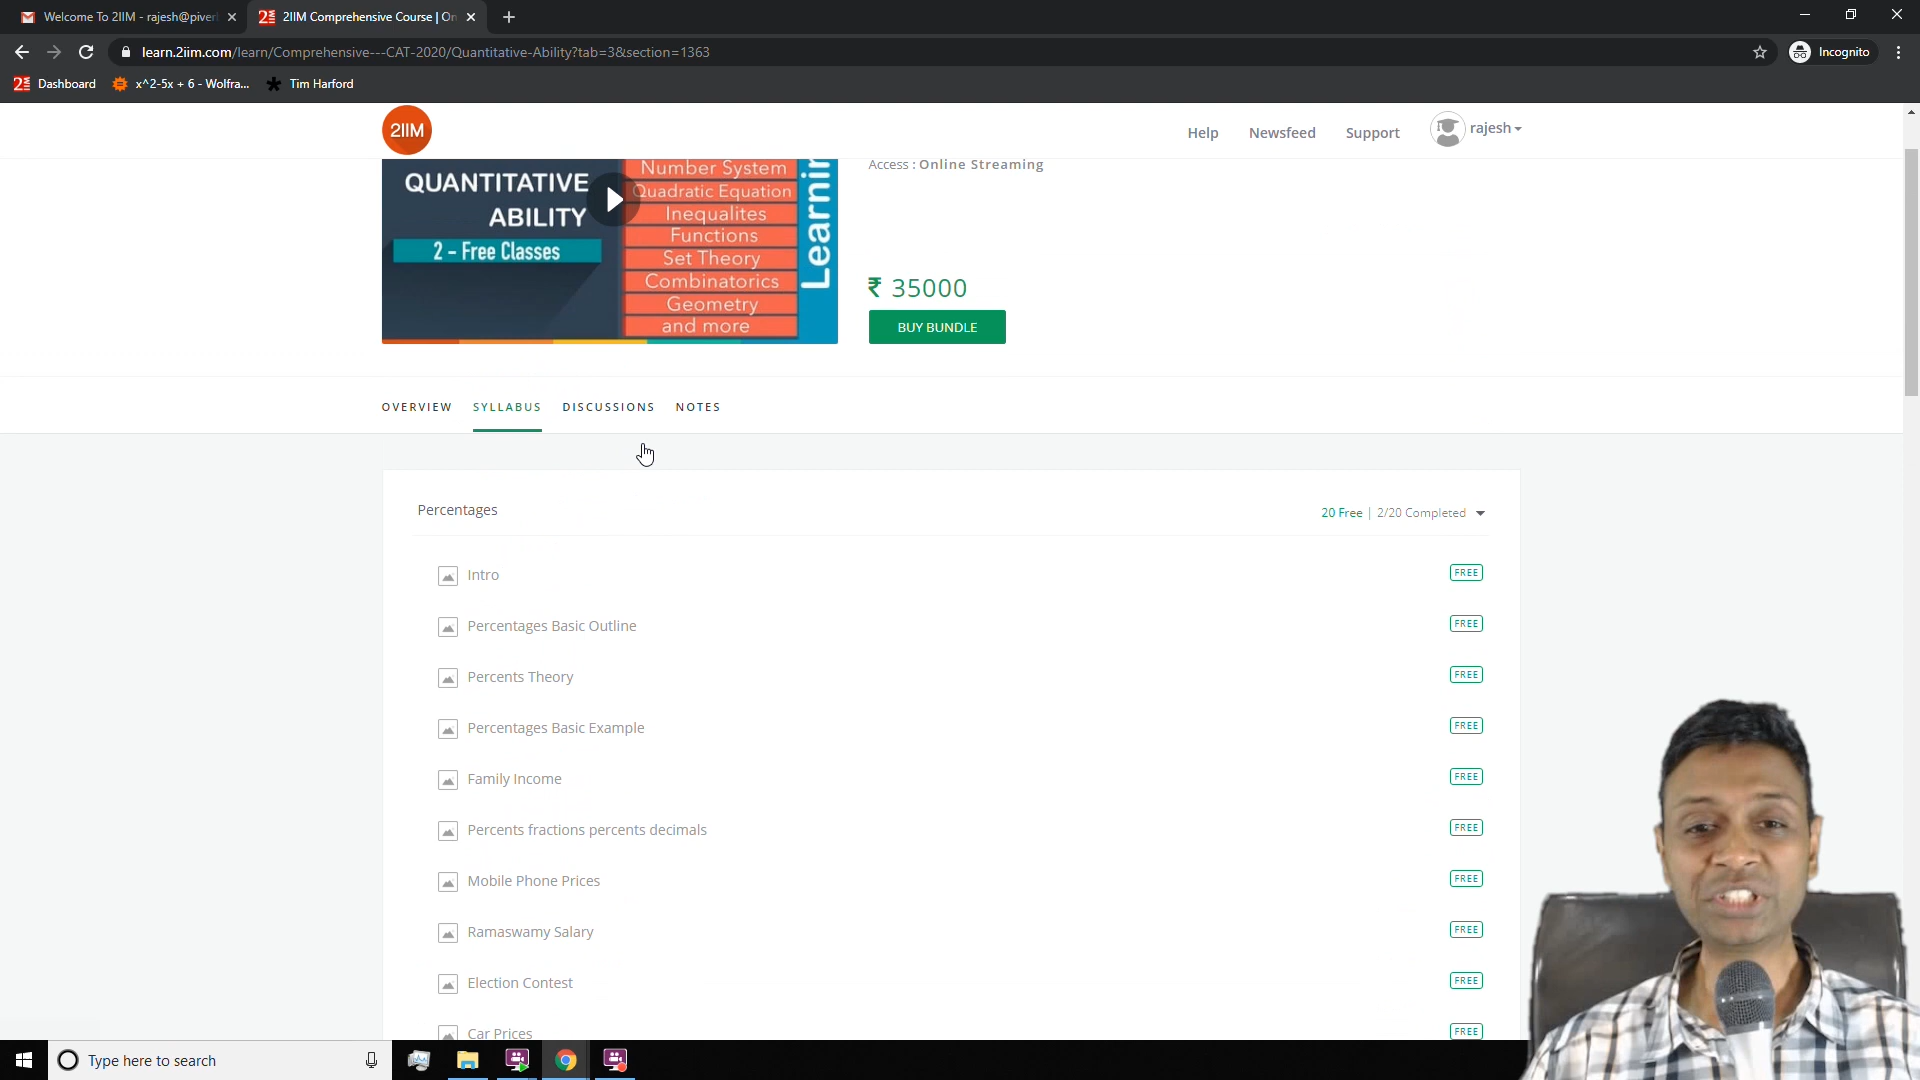 Welcome To 2IIM - rajesh@piver
2IIM Comprehensive Course | On
learn.2iim.com/learn/Comprehensive---CAT-2020/Quantitative-Ability?tab=3&section=1363
Incognito
Dashboard
x^2-5x + 6 - Wolfra...
Tim Harford
2IIM
Help
Newsfeed
Support
rajesh
QUANTITATIVE
ABILITY
2 - Free Classes
Number System
Quadratic Equation
Inequalites
Functions
Set Theory
Combinatorics
Geometry
and more
Learnin
Access : Online Streaming
₹ 35000
BUY BUNDLE
OVERVIEW
SYLLABUS
DISCUSSIONS
NOTES
Percentages
20 Free | 2/20 Completed
Intro
FREE
Percentages Basic Outline
FREE
Percents Theory
FREE
Percentages Basic Example
FREE
Family Income
FREE
Percents fractions percents decimals
FREE
Mobile Phone Prices
FREE
Ramaswamy Salary
FREE
Election Contest
FREE
Car Prices
FREE
Type here to search